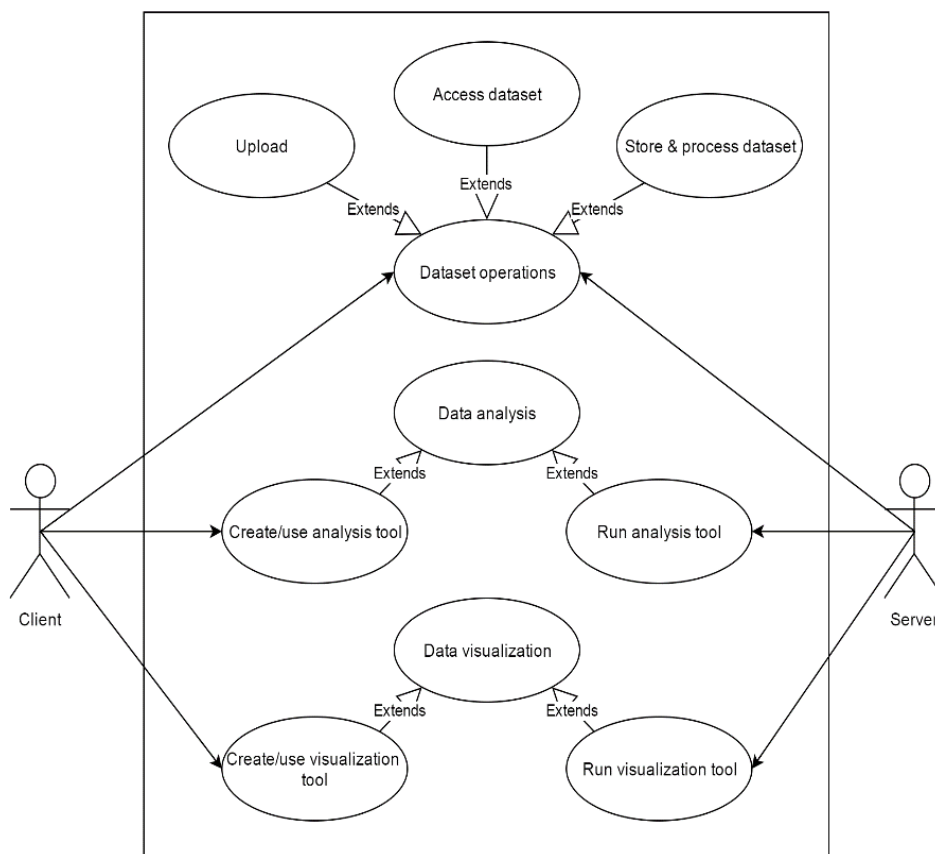 Access dataset
Upload
Store & process dataset
Extends
Extends
Extends
Dataset operations
Data analysis
Extends
Extends
Create/use analysis tool
Run analysis tool
Client
Server
Data visualization
Extends
Extends
Create/use visualization
tool
Run visualization tool